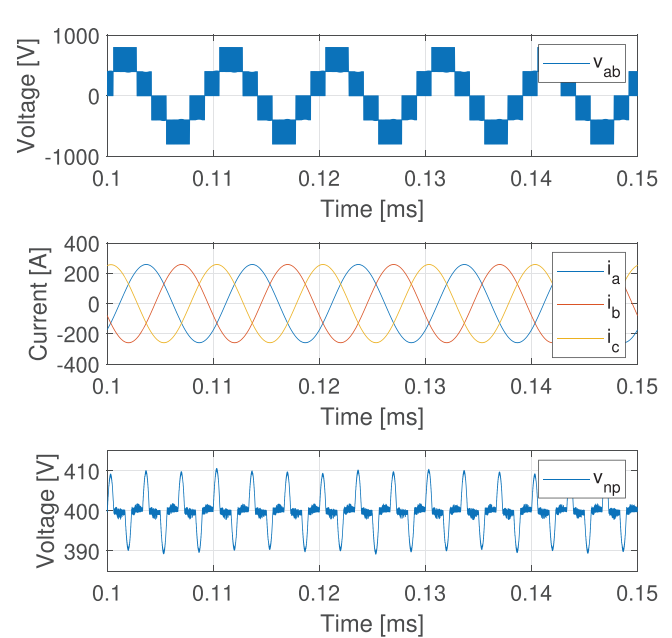 Voltage [V]
1000
0
-1000
v_ab
0.1 0.11 0.12 0.13 0.14 0.15
Time [ms]
Current [A]
400
200
0
-200
-400
i_a
i_b
i_c
0.1 0.11 0.12 0.13 0.14 0.15
Time [ms]
Voltage [V]
410
400
390
v_np
0.1 0.11 0.12 0.13 0.14 0.15
Time [ms]